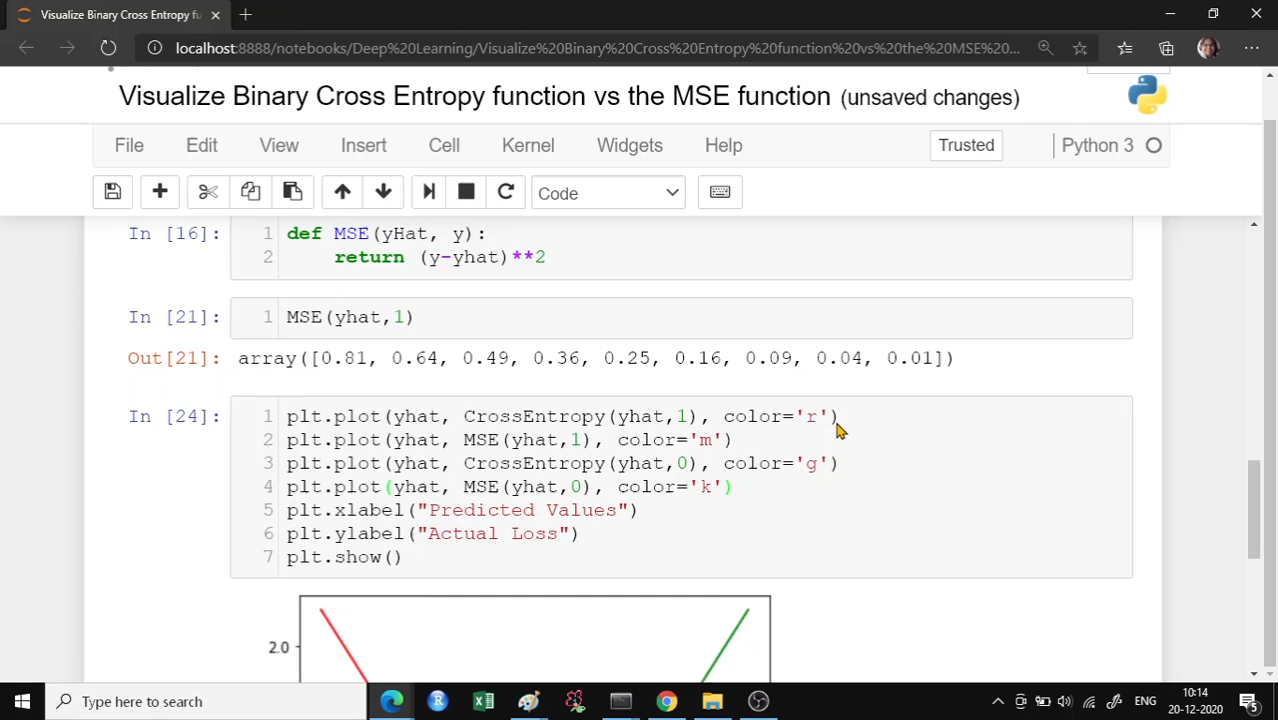 Visualize Binary Cross Entropy fu
localhost:8888/notebooks/Deep%20Learning/Visualize%20Binary%20Cross%20Entropy%20function%20vs%20the%20MSE%20...
Visualize Binary Cross Entropy function vs the MSE function (unsaved changes)
File Edit View Insert Cell Kernel Widgets Help Trusted Python 3
Code
In [16]: 1 def MSE(yHat, y):
2 return (y-yhat)**2
In [21]: 1 MSE(yhat,1)
Out[21]: array([0.81, 0.64, 0.49, 0.36, 0.25, 0.16, 0.09, 0.04, 0.01])
In [24]: 1 plt.plot(yhat, CrossEntropy(yhat,1), color='r')
2 plt.plot(yhat, MSE(yhat,1), color='m')
3 plt.plot(yhat, CrossEntropy(yhat,0), color='g')
4 plt.plot(yhat, MSE(yhat,0), color='k')
5 plt.xlabel("Predicted Values")
6 plt.ylabel("Actual Loss")
7 plt.show()
2.0
Type here to search
R
ENG
10:14
20-12-2020
5